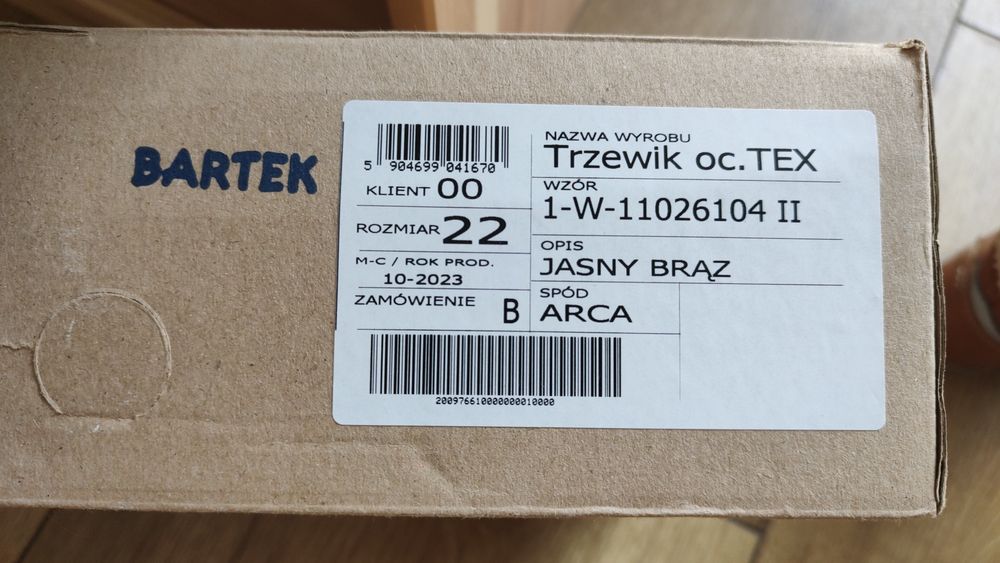 BARTEK
5 904699 041670
KLIENT 00
ROZMIAR 22
M-C / ROK PROD.
10-2023
ZAMÓWIENIE B
NAZWA WYROBU
Trzewik oc.TEX
WZÓR
1-W-11026104 II
OPIS
JASNY BRĄZ
SPÓD
ARCA